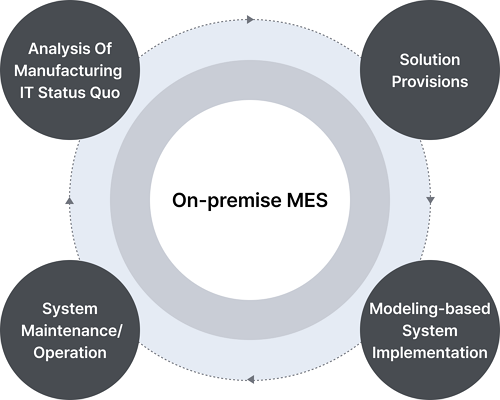 Analysis Of
Manufacturing
IT Status Quo
Solution
Provisions
On-premise MES
System
Maintenance/
Operation
Modeling-based
System
Implementation